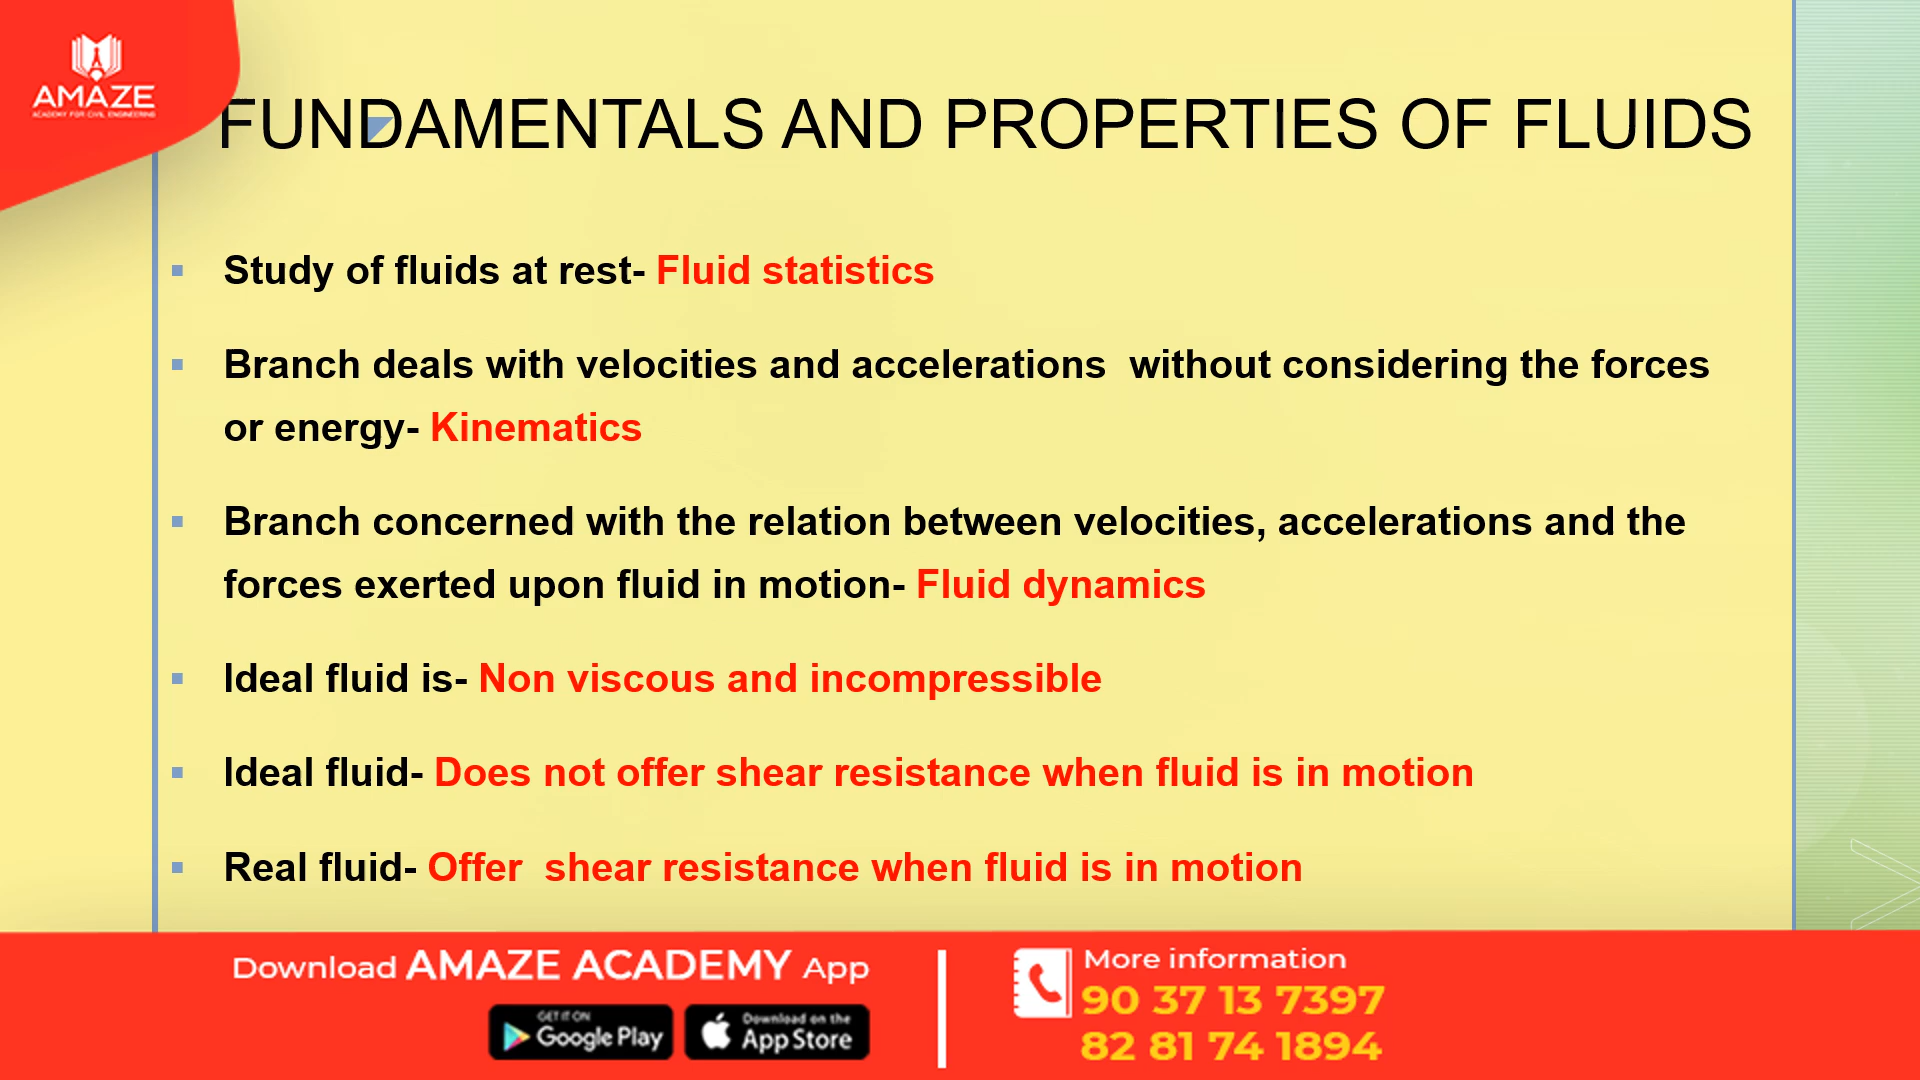 AMAZE
ACADEMY FOR CIVIL ENGINEERING
FUNDAMENTALS AND PROPERTIES OF FLUIDS
▪ Study of fluids at rest- Fluid statistics
▪ Branch deals with velocities and accelerations  without considering the forces
or energy- Kinematics
▪ Branch concerned with the relation between velocities, accelerations and the
forces exerted upon fluid in motion- Fluid dynamics
▪ Ideal fluid is- Non viscous and incompressible
▪ Ideal fluid- Does not offer shear resistance when fluid is in motion
▪ Real fluid- Offer  shear resistance when fluid is in motion
Download AMAZE ACADEMY App
GET IT ON
Google Play
Download on the
App Store
More information
90 37 13 7397
82 81 74 1894